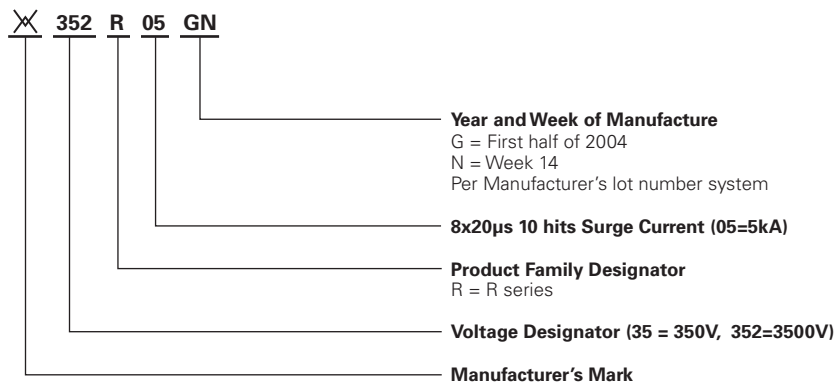 352 R 05 GN
Year and Week of Manufacture
G = First half of 2004
N = Week 14
Per Manufacturer's lot number system
8x20µs 10 hits Surge Current (05=5kA)
Product Family Designator
R = R series
Voltage Designator (35 = 350V, 352=3500V)
Manufacturer's Mark